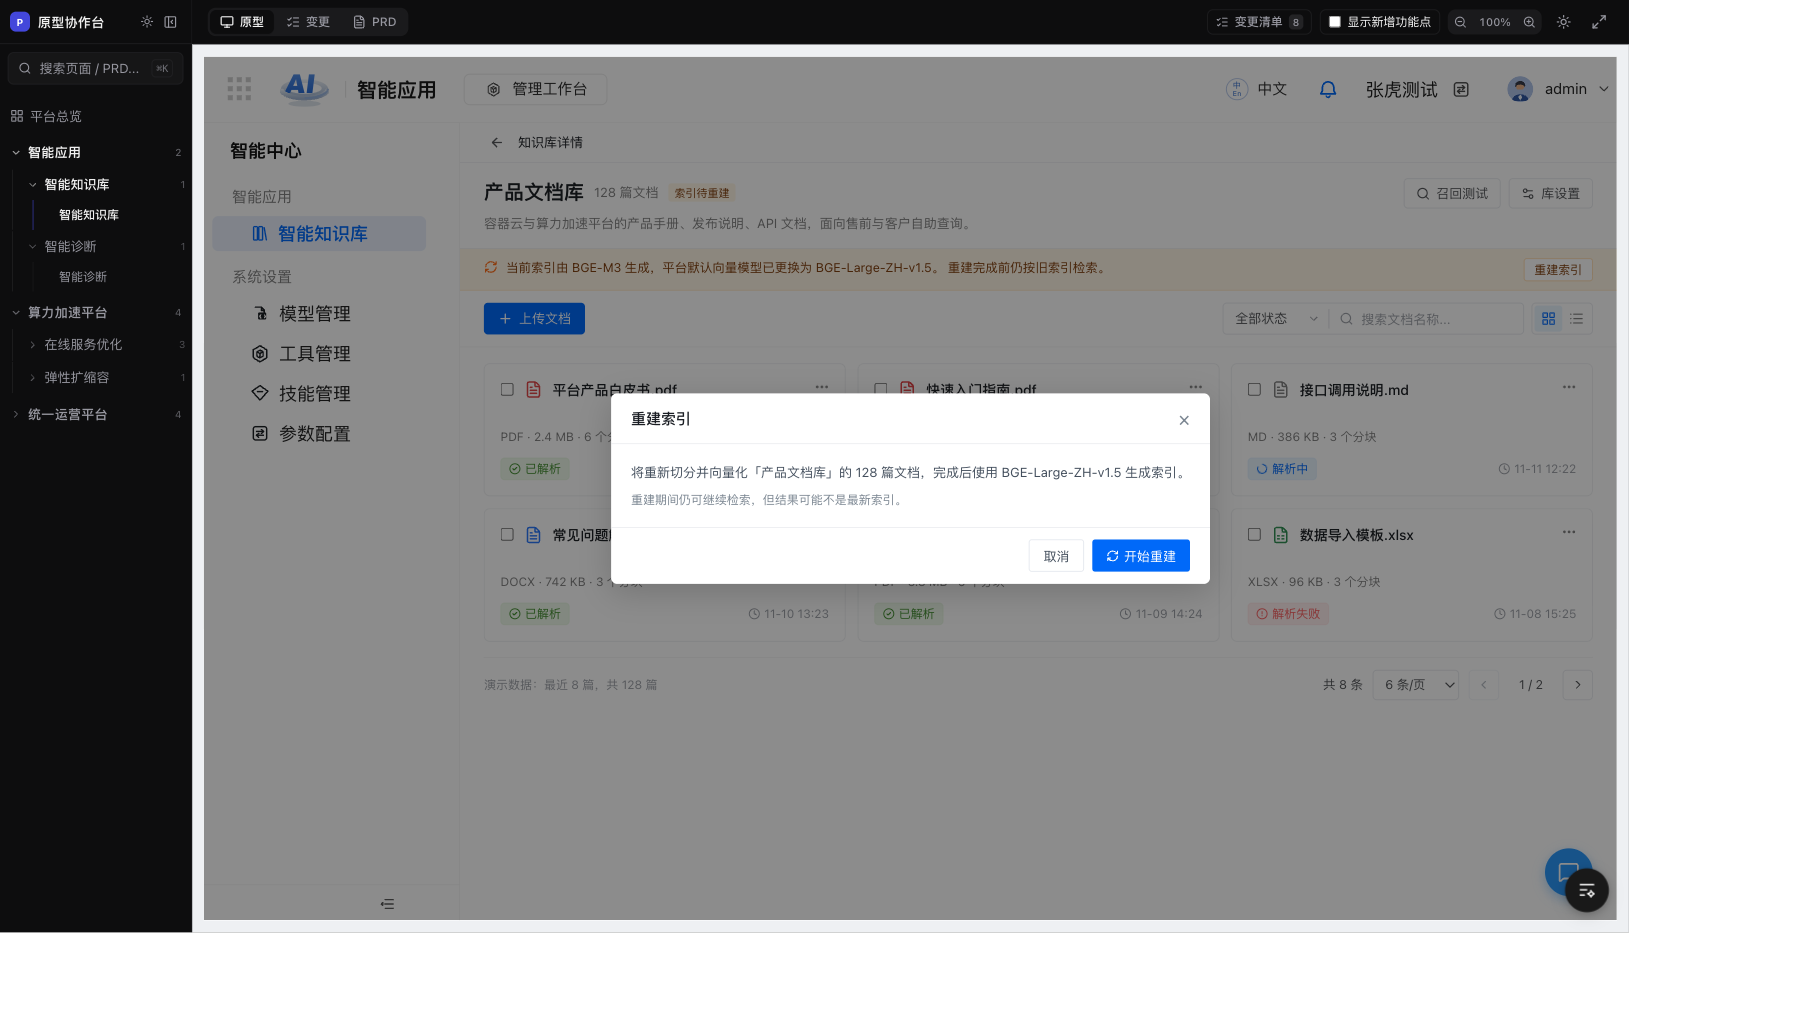 P 原型协作台
原型 变更 PRD
变更清单 8 显示新增功能点 100%
搜索页面 / PRD... ⌘K
平台总览
智能应用 2
智能知识库 1
智能知识库
智能诊断 1
智能诊断
算力加速平台 4
在线服务优化 3
弹性扩缩容 1
统一运营平台 4
AI 智能应用 管理工作台
中 En 中文 张虎测试 admin
智能中心
智能应用
智能知识库
系统设置
模型管理
工具管理
技能管理
参数配置
知识库详情
产品文档库 128 篇文档 索引待重建
召回测试 库设置
容器云与算力加速平台的产品手册、发布说明、API 文档，面向售前与客户自助查询。
当前索引由 BGE-M3 生成，平台默认向量模型已更换为 BGE-Large-ZH-v1.5。 重建完成前仍按旧索引检索。
重建索引
上传文档
全部状态 搜索文档名称...
平台产品白皮书.pdf
PDF · 2.4 MB · 6 个
已解析
快速入门指南.pdf
接口调用说明.md
MD · 386 KB · 3 个分块
解析中 11-11 12:22
重建索引
将重新切分并向量化「产品文档库」的 128 篇文档，完成后使用 BGE-Large-ZH-v1.5 生成索引。
重建期间仍可继续检索，但结果可能不是最新索引。
取消 开始重建
常见问题
DOCX · 742 KB · 3 个分块
已解析 11-10 13:23
已解析 11-09 14:24
数据导入模板.xlsx
XLSX · 96 KB · 3 个分块
解析失败 11-08 15:25
演示数据：最近 8 篇，共 128 篇
共 8 条 6 条/页 1 / 2